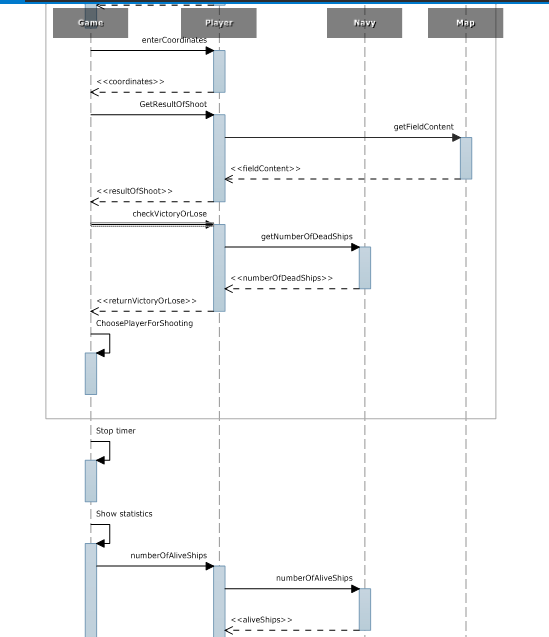 Game Player Navy Map
enterCoordinates
<<coordinates>>
GetResultOfShoot
getFieldContent
<<fieldContent>>
<<resultOfShoot>>
checkVictoryOrLose
getNumberOfDeadShips
<<numberOfDeadShips>>
<<returnVictoryOrLose>>
ChoosePlayerForShooting
Stop timer
Show statistics
numberOfAliveShips
numberOfAliveShips
<<aliveShips>>